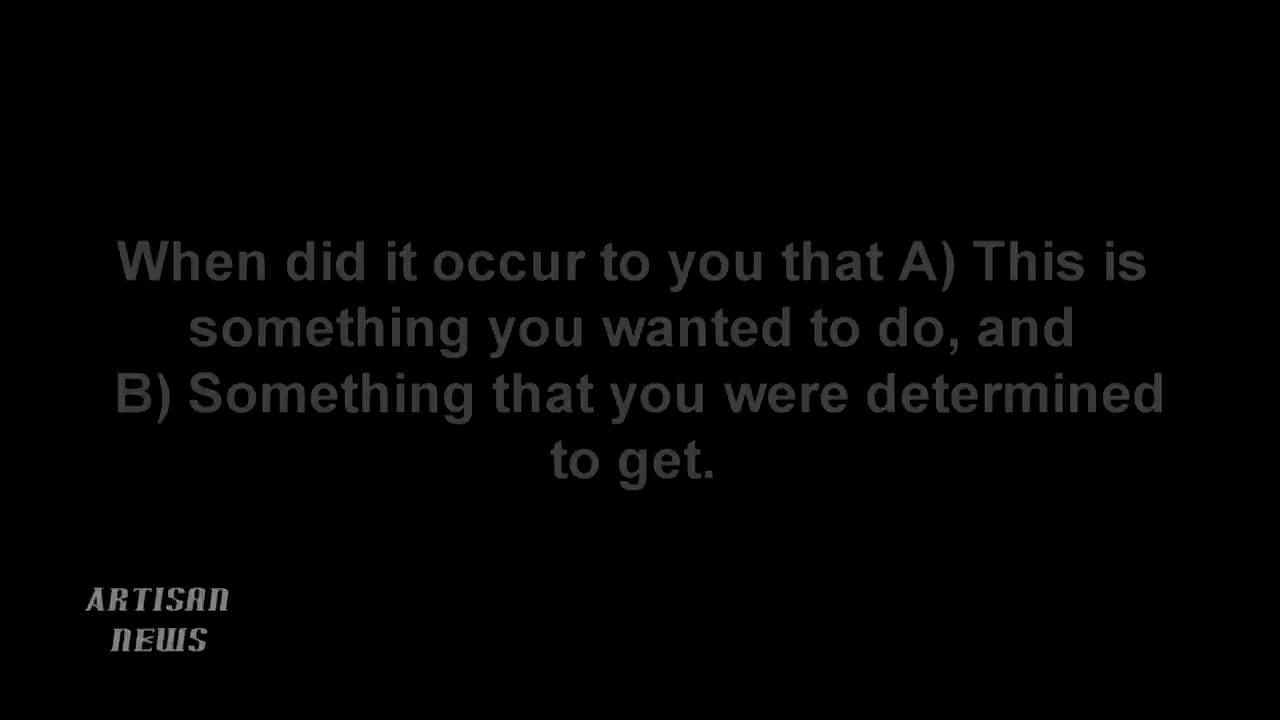 When did it occur to you that A) This is
something you wanted to do, and
B) Something that you were determined
to get.
ARTISAN
NEWS